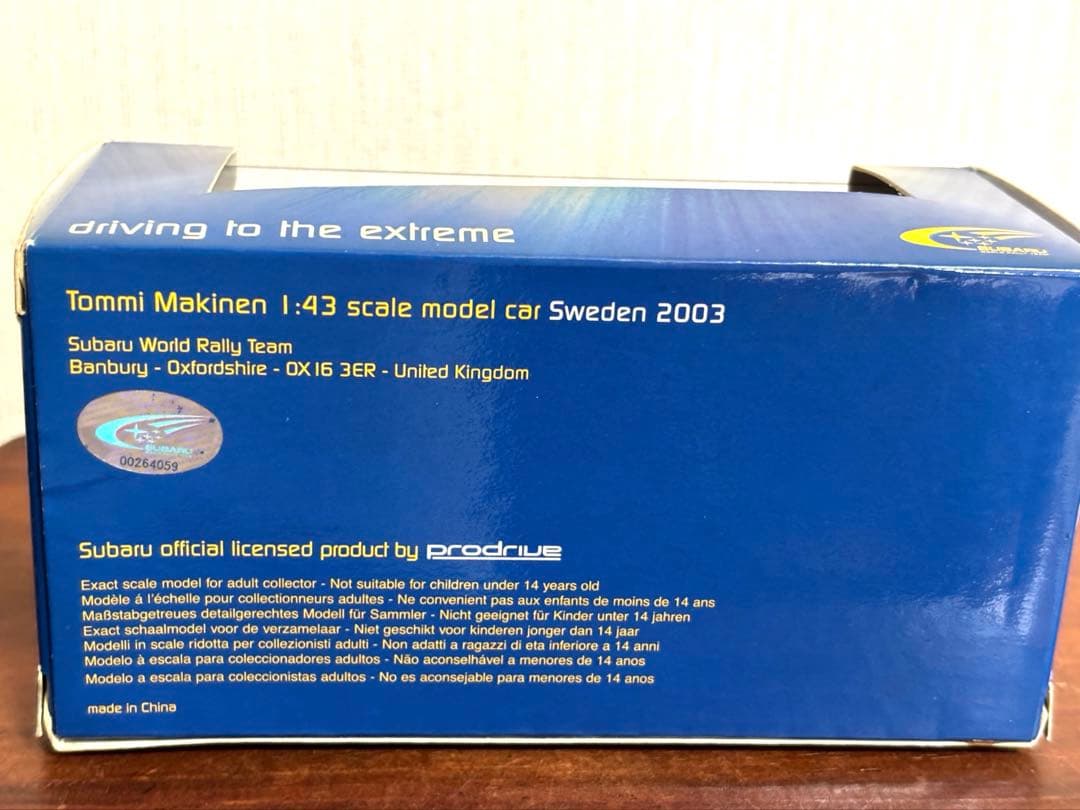 driving to the extreme
SUBARU
Tommi Makinen 1:43 scale model car Sweden 2003
Subaru World Rally Team
Banbury - Oxfordshire - OX16 3ER - United Kingdom
SUBARU
00264059
Subaru official licensed product by prodrive
Exact scale model for adult collector - Not suitable for children under 14 years old
Modèle á l'échelle pour collectionneurs adultes - Ne convenient pas aux enfants de moins de 14 ans
Maßstabgetreues detailgerechtes Modell für Sammler - Nicht geeignet für Kinder unter 14 jahren
Exact schaalmodel voor de verzamelaar - Niet geschikt voor kinderen jonger dan 14 jaar
Modelli in scale ridotta per collezionisti adulti - Non adatti a ragazzi di eta inferiore a 14 anni
Modelo à escala para coleccionadores adultos - Não aconselhável a menores de 14 anos
Modelo a escala para coleccionistas adultos - No es aconsejable para menores de 14 anos
made in China